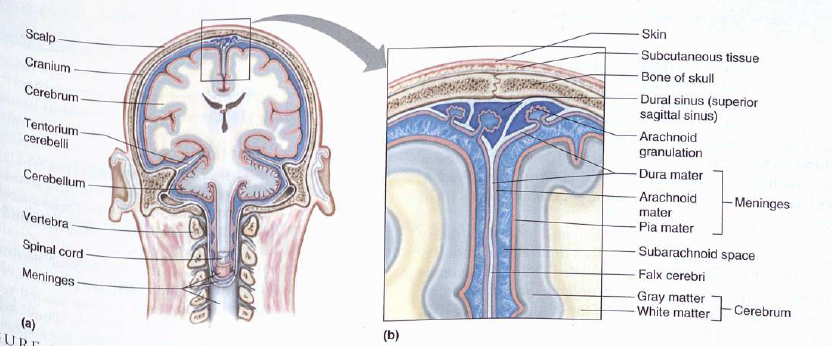 Scalp
Cranium
Cerebrum
Tentorium
cerebelli
Cerebellum
Vertebra
Spinal cord
Meninges
(a)
Skin
Subcutaneous tissue
Bone of skull
Dural sinus (superior
sagittal sinus)
Arachnoid
granulation
Dura mater
Arachnoid
mater
Pia mater
Meninges
Subarachnoid space
Falx cerebri
Gray matter
White matter
Cerebrum
(b)